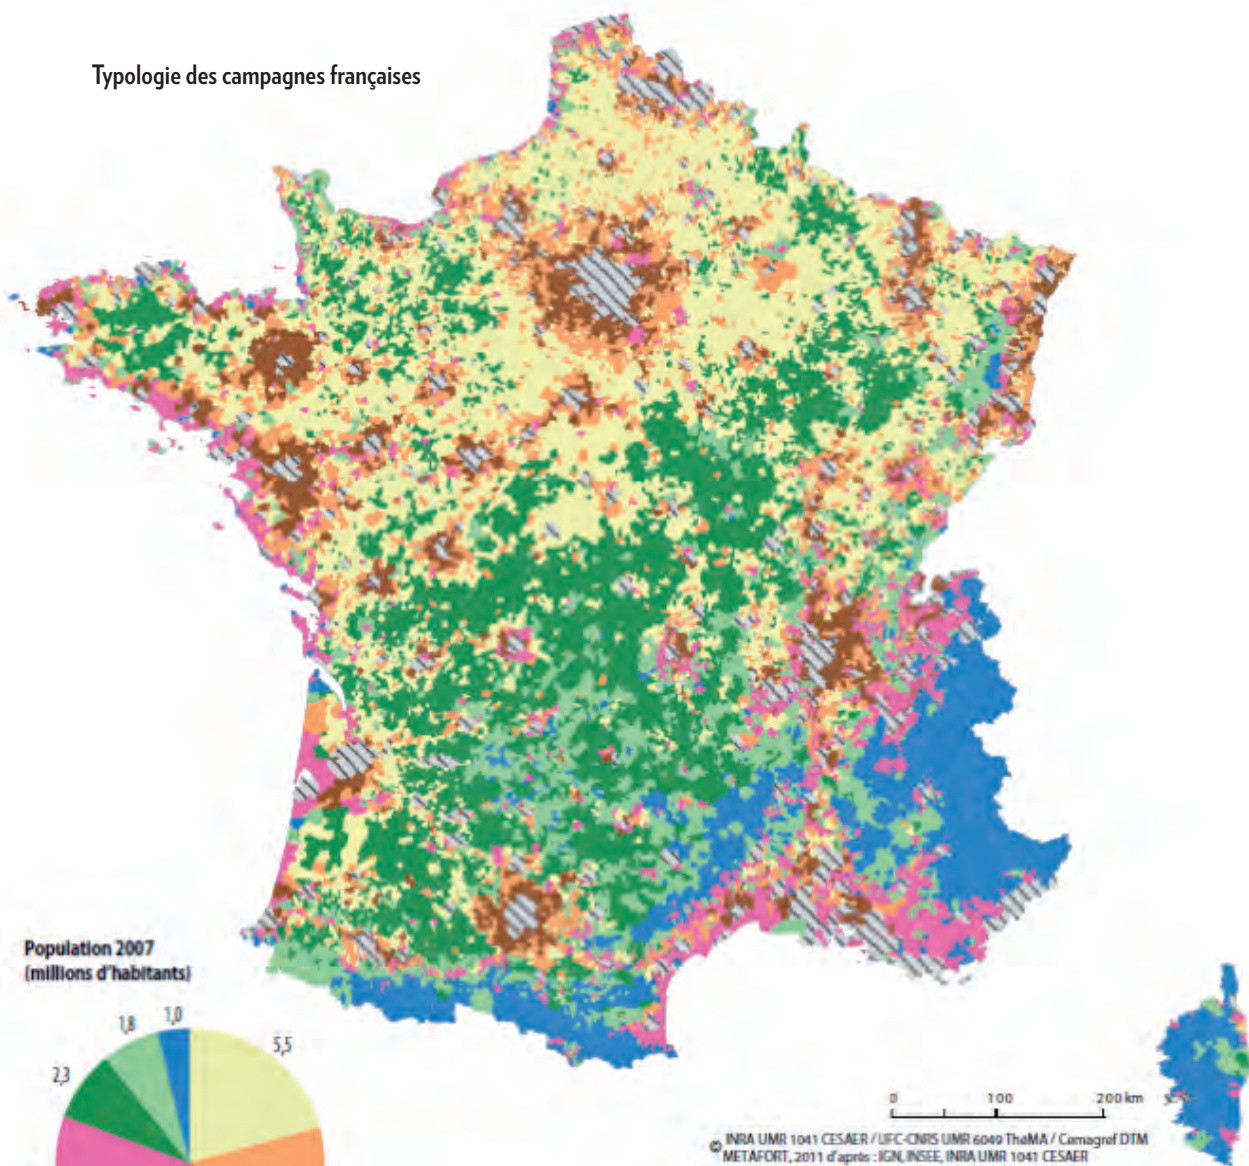 Typologie des campagnes françaises
Population 2007
(millions d'habitants)
1,8
1,0
5,5
2,3
0 100 200 km
© INRA UMR 1041 CESAER / UFC-CNRS UMR 6049 ThéMA / Cemagref DTM
METAFORT, 2011 d'après : IGN, INSEE, INRA UMR 1041 CESAER